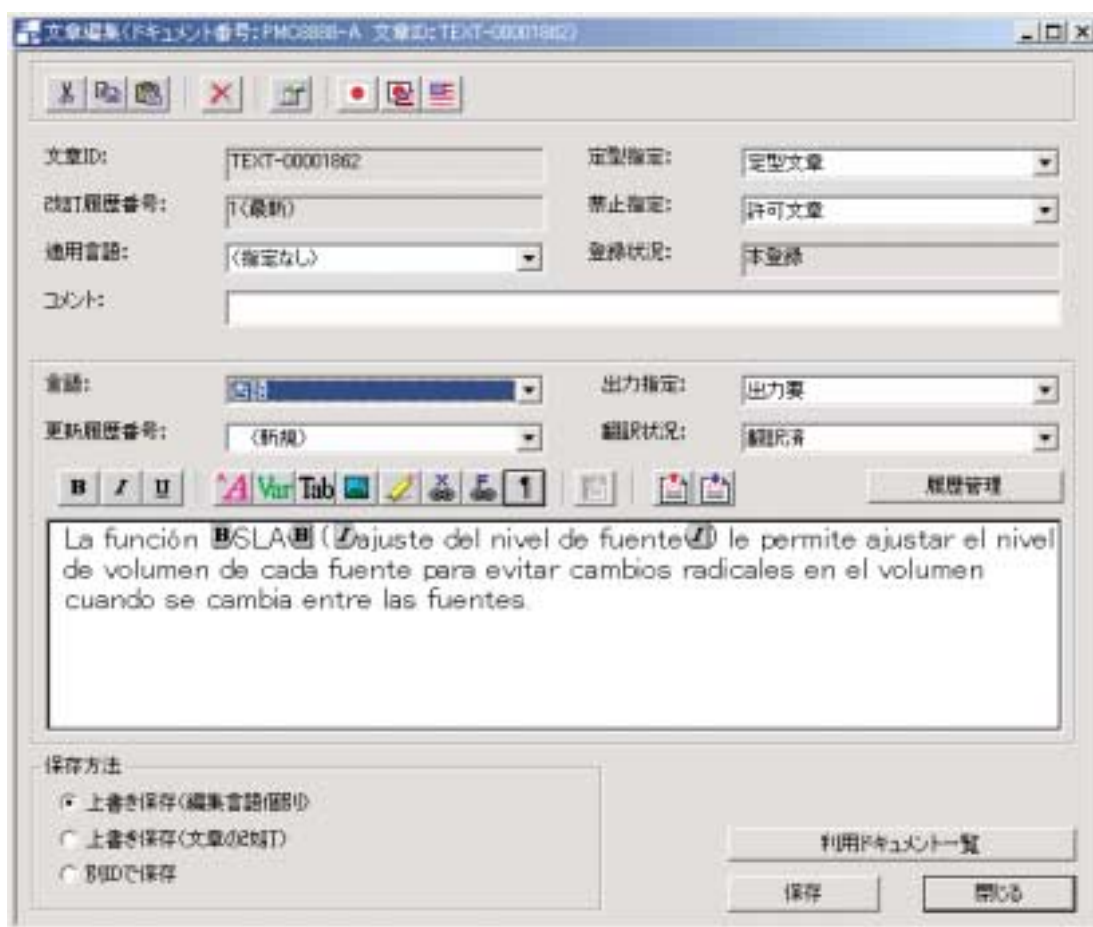 文章編集(ドキュメント番号:PMC8888-A 文章ID:TEXT-00001862)
文章ID: TEXT-00001862 定型指定: 定型文章
改訂履歴番号: 1(最新) 禁止指定: 許可文章
適用言語: (指定なし) 登録状況: 本登録
コメント:
言語: 西語 出力指定: 出力要
更新履歴番号: (新規) 翻訳状況: 翻訳済
B I U A Var Tab X F ¶ 履歴管理
La función B/SLA B (I/ajuste del nivel de fuente I) le permite ajustar el nivel
de volumen de cada fuente para evitar cambios radicales en el volumen
cuando se cambia entre las fuentes.
保存方法
上書き保存(編集言語個別)
上書き保存(文章の改訂)
別IDで保存
利用ドキュメント一覧
保存 閉じる